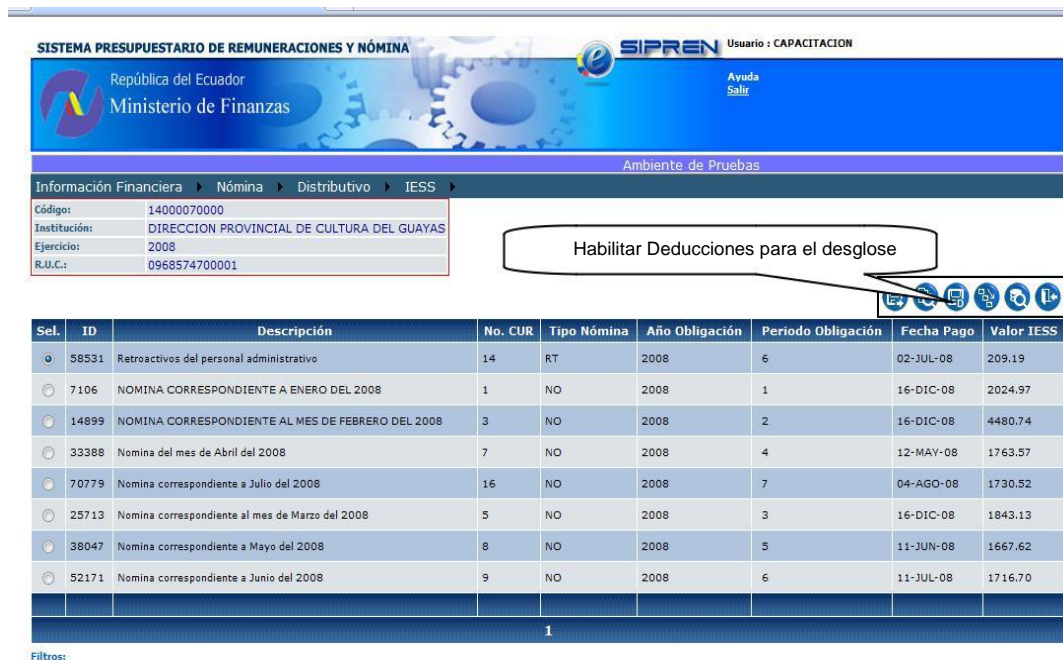 SISTEMA PRESUPUESTARIO DE REMUNERACIONES Y NÓMINA
e SIPREN Usuario : CAPACITACION
República del Ecuador
Ministerio de Finanzas
Ayuda
Salir
Ambiente de Pruebas
Información Financiera Nómina Distributivo IESS
Código: 14000070000
Institución: DIRECCION PROVINCIAL DE CULTURA DEL GUAYAS
Ejercicio: 2008
R.U.C.: 0968574700001
Habilitar Deducciones para el desglose
Sel. ID Descripción No. CUR Tipo Nómina Año Obligación Periodo Obligación Fecha Pago Valor IESS
58531 Retroactivos del personal administrativo 14 RT 2008 6 02-JUL-08 209.19
7106 NOMINA CORRESPONDIENTE A ENERO DEL 2008 1 NO 2008 1 16-DIC-08 2024.97
14899 NOMINA CORRESPONDIENTE AL MES DE FEBRERO DEL 2008 3 NO 2008 2 16-DIC-08 4480.74
33388 Nomina del mes de Abril del 2008 7 NO 2008 4 12-MAY-08 1763.57
70779 Nomina correspondiente a Julio del 2008 16 NO 2008 7 04-AGO-08 1730.52
25713 Nomina correspondiente al mes de Marzo del 2008 5 NO 2008 3 16-DIC-08 1843.13
38047 Nomina correspondiente a Mayo del 2008 8 NO 2008 5 11-JUN-08 1667.62
52171 Nomina correspondiente a Junio del 2008 9 NO 2008 6 11-JUL-08 1716.70
1
Filtros: